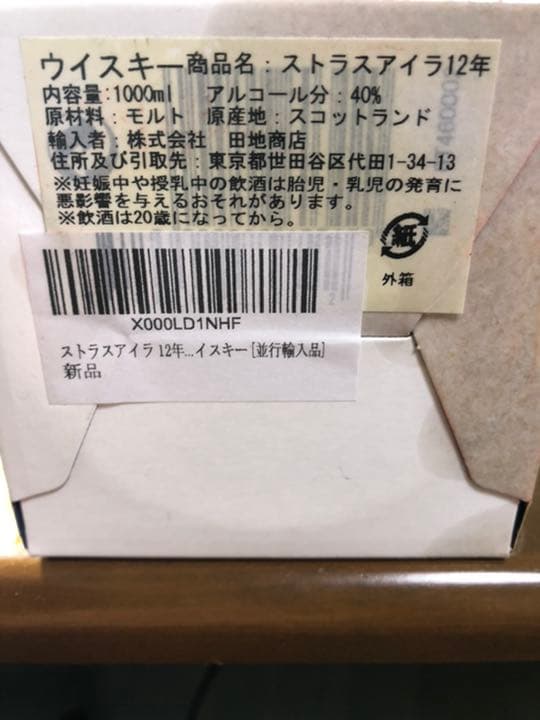 ウイスキー商品名：ストラスアイラ12年
内容量:1000ml アルコール分：40%
原材料：モルト 原産地：スコットランド
輸入者：株式会社 田地商店
住所及び引取先：東京都世田谷区代田1-34-13
※妊娠中や授乳中の飲酒は胎児・乳児の発育に
悪影響を与えるおそれがあります。
※飲酒は20歳になってから。
紙
外箱
X000LD1NHF
ストラスアイラ 12年...イスキー [並行輸入品]
新品